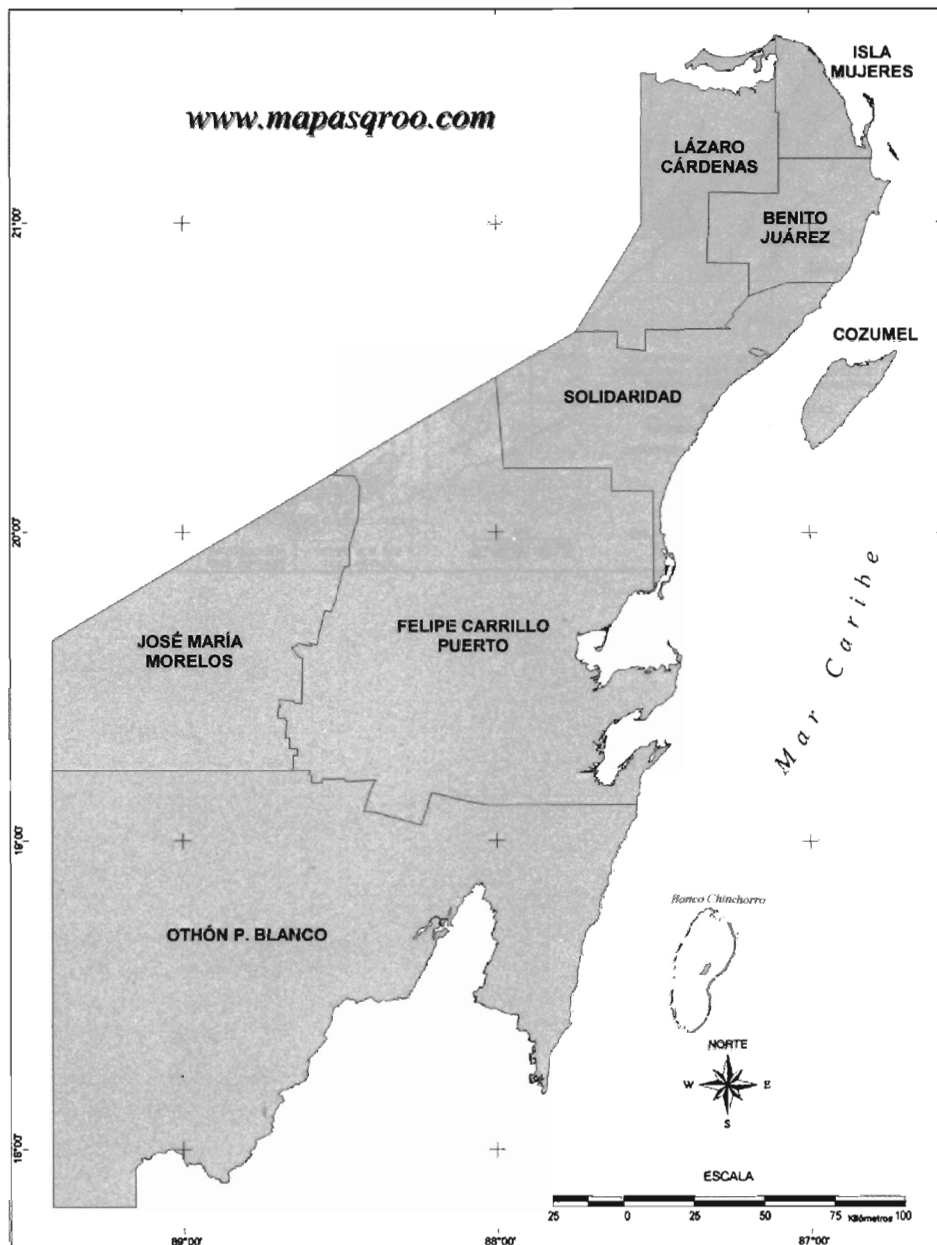 www.mapasqroo.com
ISLA
MUJERES
LÁZARO
CÁRDENAS
BENITO
JUÁREZ
21°00'
COZUMEL
SOLIDARIDAD
20°00'
JOSÉ MARÍA
MORELOS
FELIPE CARRILLO
PUERTO
Mar Caribe
19°00'
OTHÓN P. BLANCO
Banco Chinchorro
NORTE
W E
S
18°00'
ESCALA
25 0 25 50 75 Kilómetros 100
89°00' 88°00' 87°00'